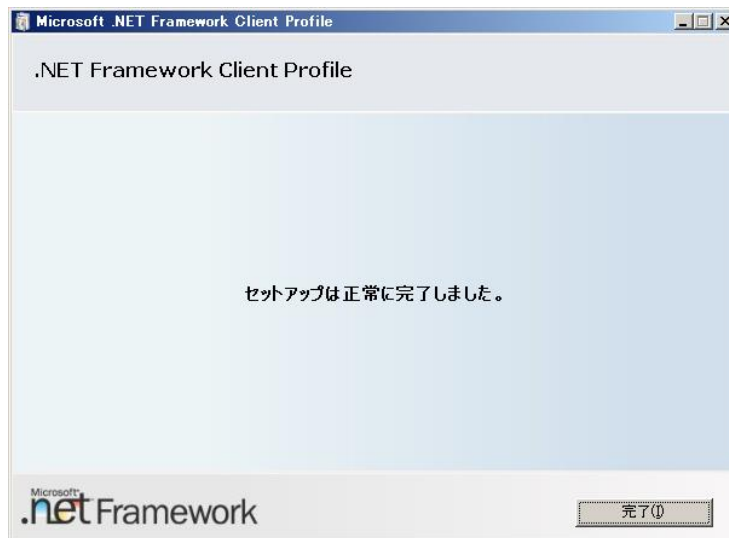 Microsoft .NET Framework Client Profile
.NET Framework Client Profile
セットアップは正常に完了しました。
Microsoft
.net Framework
完了(I)